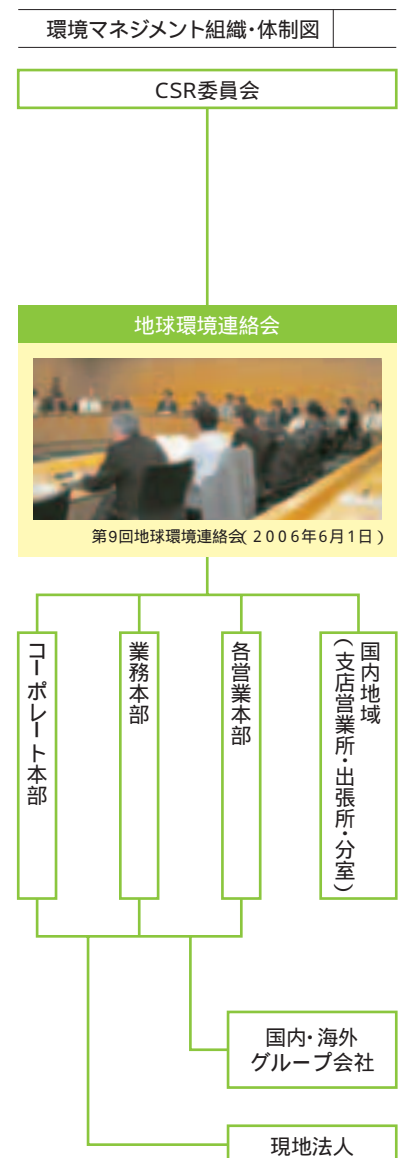 環境マネジメント組織・体制図
CSR委員会
地球環境連絡会
第9回地球環境連絡会(2006年6月1日)
コーポレート本部
業務本部
各営業本部
国内地域
(支店営業所・出張所・分室)
国内・海外
グループ会社
現地法人